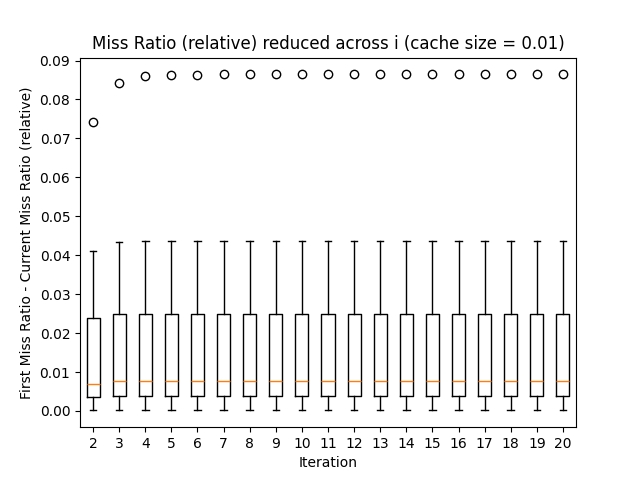 Miss Ratio (relative) reduced across i (cache size = 0.01)
First Miss Ratio - Current Miss Ratio (relative)
0.09
0.08
0.07
0.06
0.05
0.04
0.03
0.02
0.01
0.00
2 3 4 5 6 7 8 9 10 11 12 13 14 15 16 17 18 19 20
Iteration